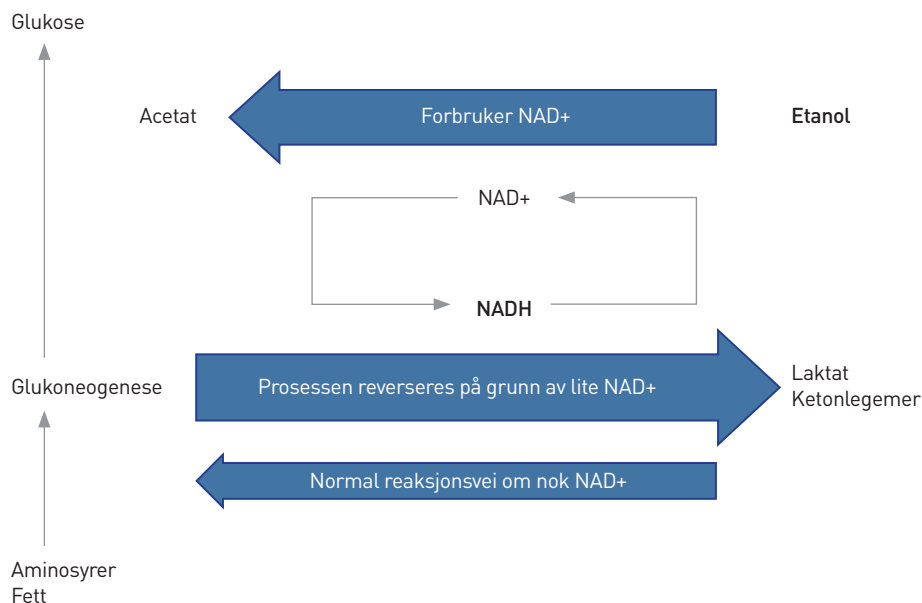 Glukose
Acetat
Forbruker NAD+
Etanol
NAD+
NADH
Glukoneogenese
Prosessen reverseres på grunn av lite NAD+
Laktat
Ketonlegemer
Normal reaksjonsvei om nok NAD+
Aminosyrer
Fett